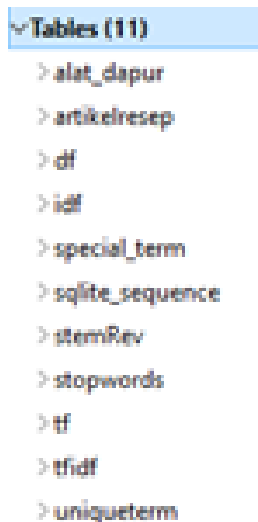 Tables (11)
alat_dapur
artikelresep
df
idf
special_term
sqlite_sequence
stemRev
stopwords
tf
tfidf
uniqueterm